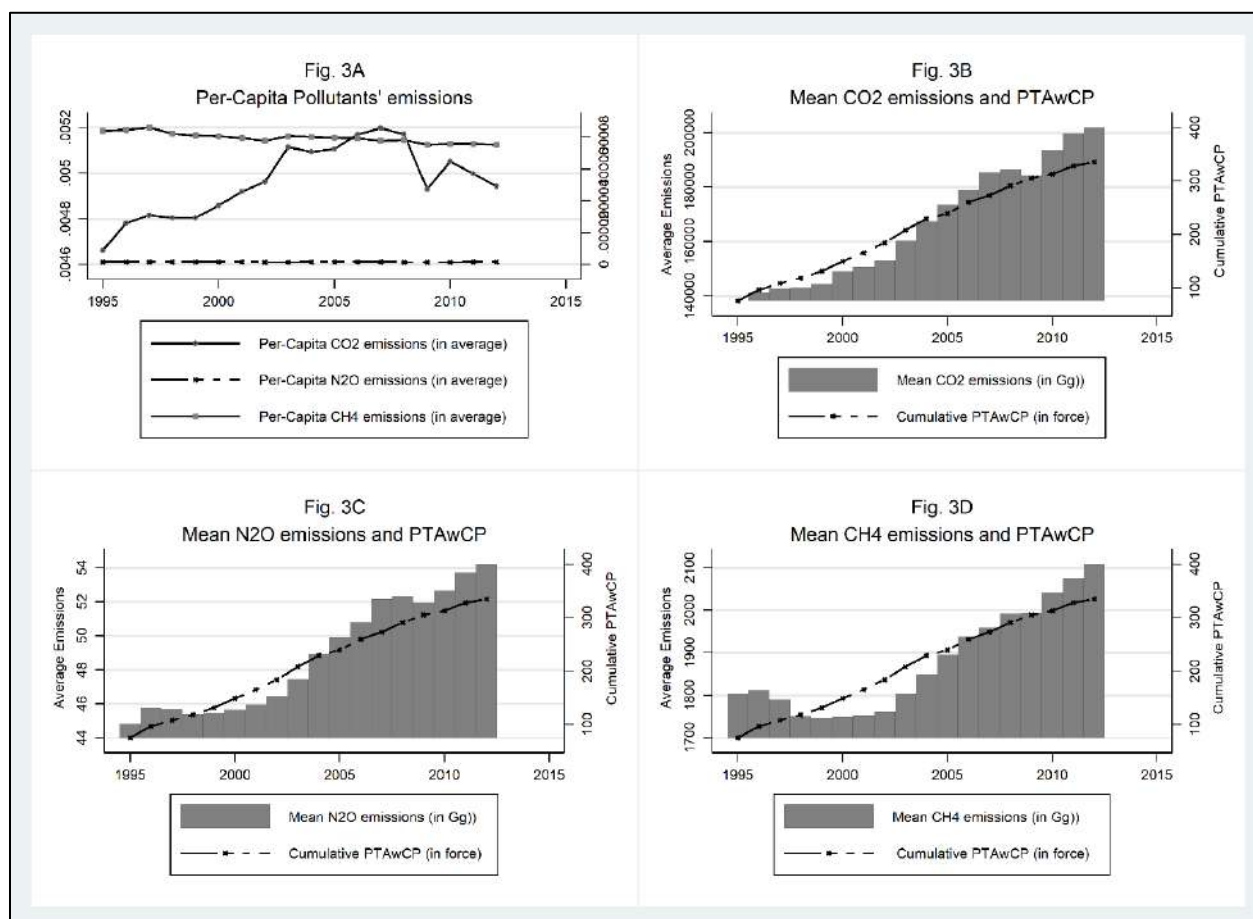 Fig. 3A
Per-Capita Pollutants' emissions
.0052
.005
.0048
.0046
0
1995
2000
2005
2010
2015
Per-Capita CO2 emissions (in average)
Per-Capita N2O emissions (in average)
Per-Capita CH4 emissions (in average)
Fig. 3B
Mean CO2 emissions and PTAwCP
Average Emissions
200000
180000
160000
140000
400
300
200
100
Cumulative PTAwCP
1995
2000
2005
2010
2015
Mean CO2 emissions (in Gg))
Cumulative PTAwCP (in force)
Fig. 3C
Mean N2O emissions and PTAwCP
Average Emissions
54
52
50
48
46
44
400
300
200
100
Cumulative PTAwCP
1995
2000
2005
2010
2015
Mean N2O emissions (in Gg))
Cumulative PTAwCP (in force)
Fig. 3D
Mean CH4 emissions and PTAwCP
Average Emissions
2100
2000
1900
1800
1700
400
300
200
100
Cumulative PTAwCP
1995
2000
2005
2010
2015
Mean CH4 emissions (in Gg))
Cumulative PTAwCP (in force)